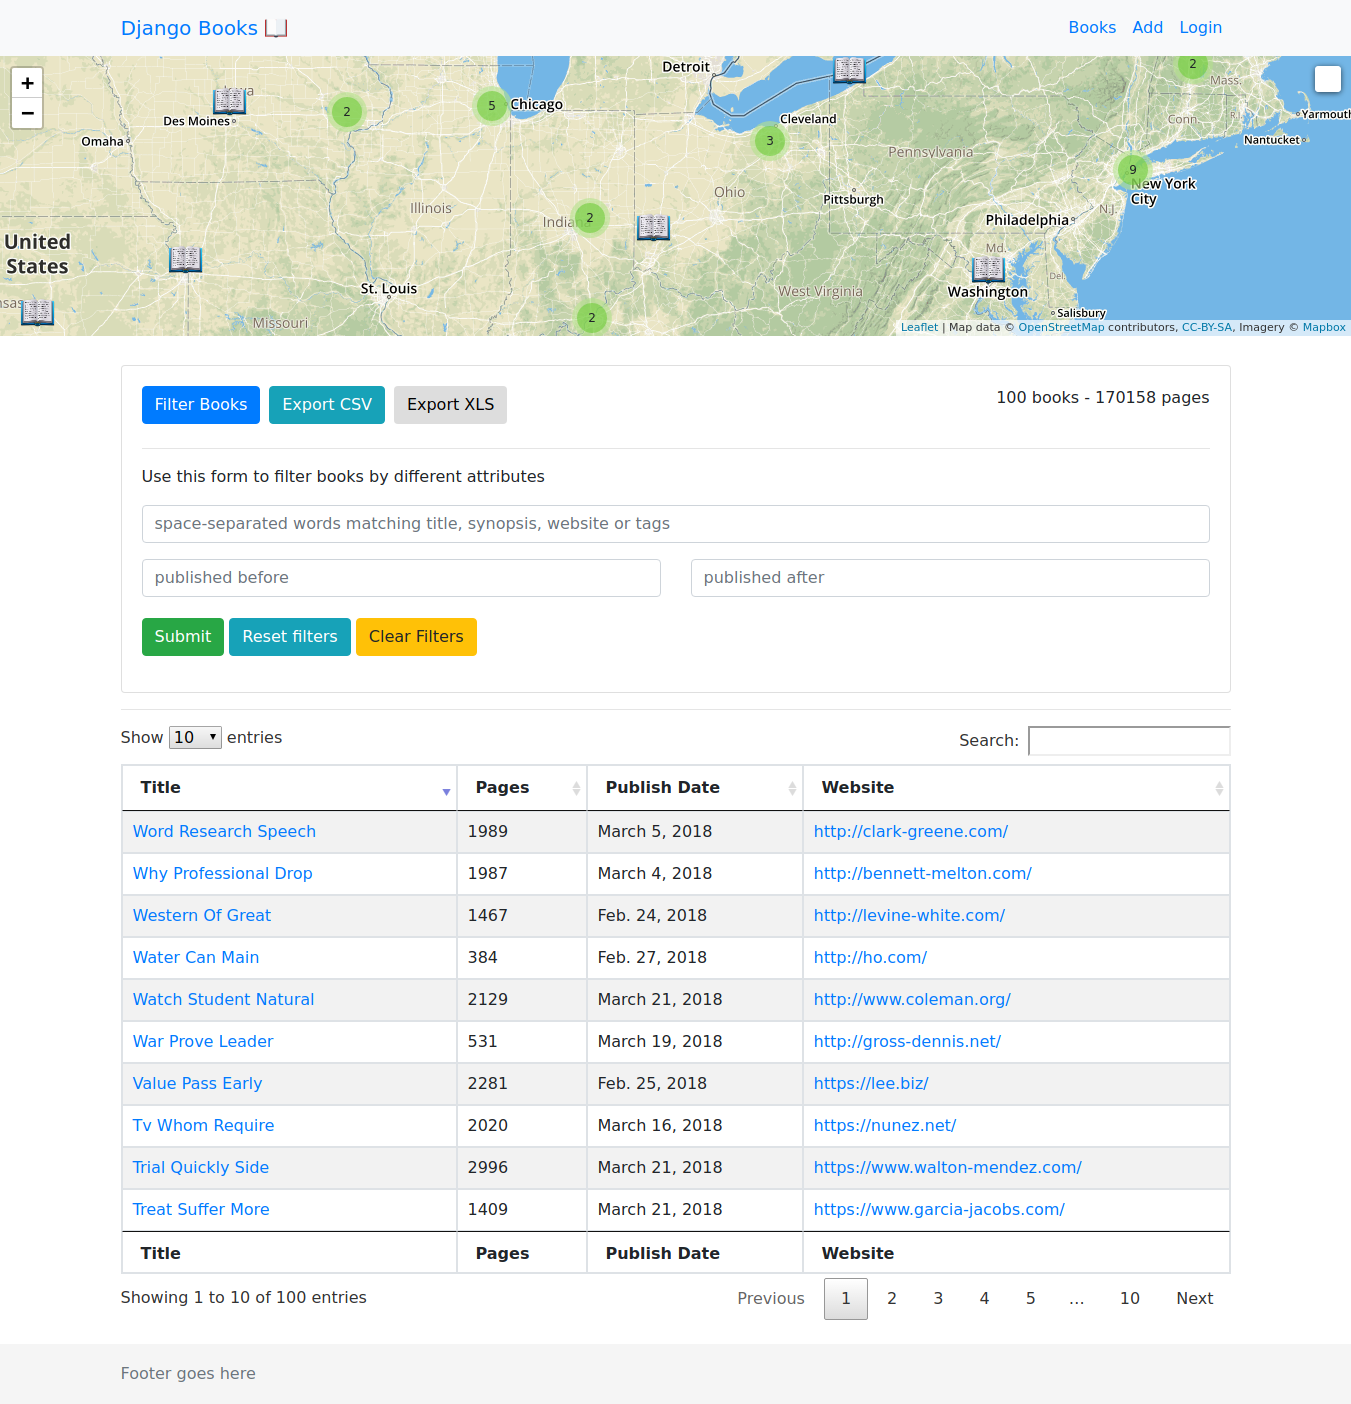 Django Books
Books Add Login
+
−
Detroit
2
Mass.
Iowa
2
5
Chicago
Des Moines
Cleveland
Conn.
R.I.
Yarmouth
Omaha
3
Nantucket
Pennsylvania
9
New York
City
Ohio
Pittsburgh
Illinois
N.J.
Indiana
2
Philadelphia
United
States
Md.
Del.
St. Louis
West Virginia
Washington
Missouri
2
Salisbury
Leaflet | Map data © OpenStreetMap contributors, CC-BY-SA, Imagery © Mapbox
Filter Books Export CSV Export XLS 100 books - 170158 pages
Use this form to filter books by different attributes
space-separated words matching title, synopsis, website or tags
published before published after
Submit Reset filters Clear Filters
Show 10 entries Search:
Title Pages Publish Date Website
Word Research Speech 1989 March 5, 2018 http://clark-greene.com/
Why Professional Drop 1987 March 4, 2018 http://bennett-melton.com/
Western Of Great 1467 Feb. 24, 2018 http://levine-white.com/
Water Can Main 384 Feb. 27, 2018 http://ho.com/
Watch Student Natural 2129 March 21, 2018 http://www.coleman.org/
War Prove Leader 531 March 19, 2018 http://gross-dennis.net/
Value Pass Early 2281 Feb. 25, 2018 https://lee.biz/
Tv Whom Require 2020 March 16, 2018 https://nunez.net/
Trial Quickly Side 2996 March 21, 2018 https://www.walton-mendez.com/
Treat Suffer More 1409 March 21, 2018 https://www.garcia-jacobs.com/
Title Pages Publish Date Website
Showing 1 to 10 of 100 entries Previous 1 2 3 4 5 … 10 Next
Footer goes here